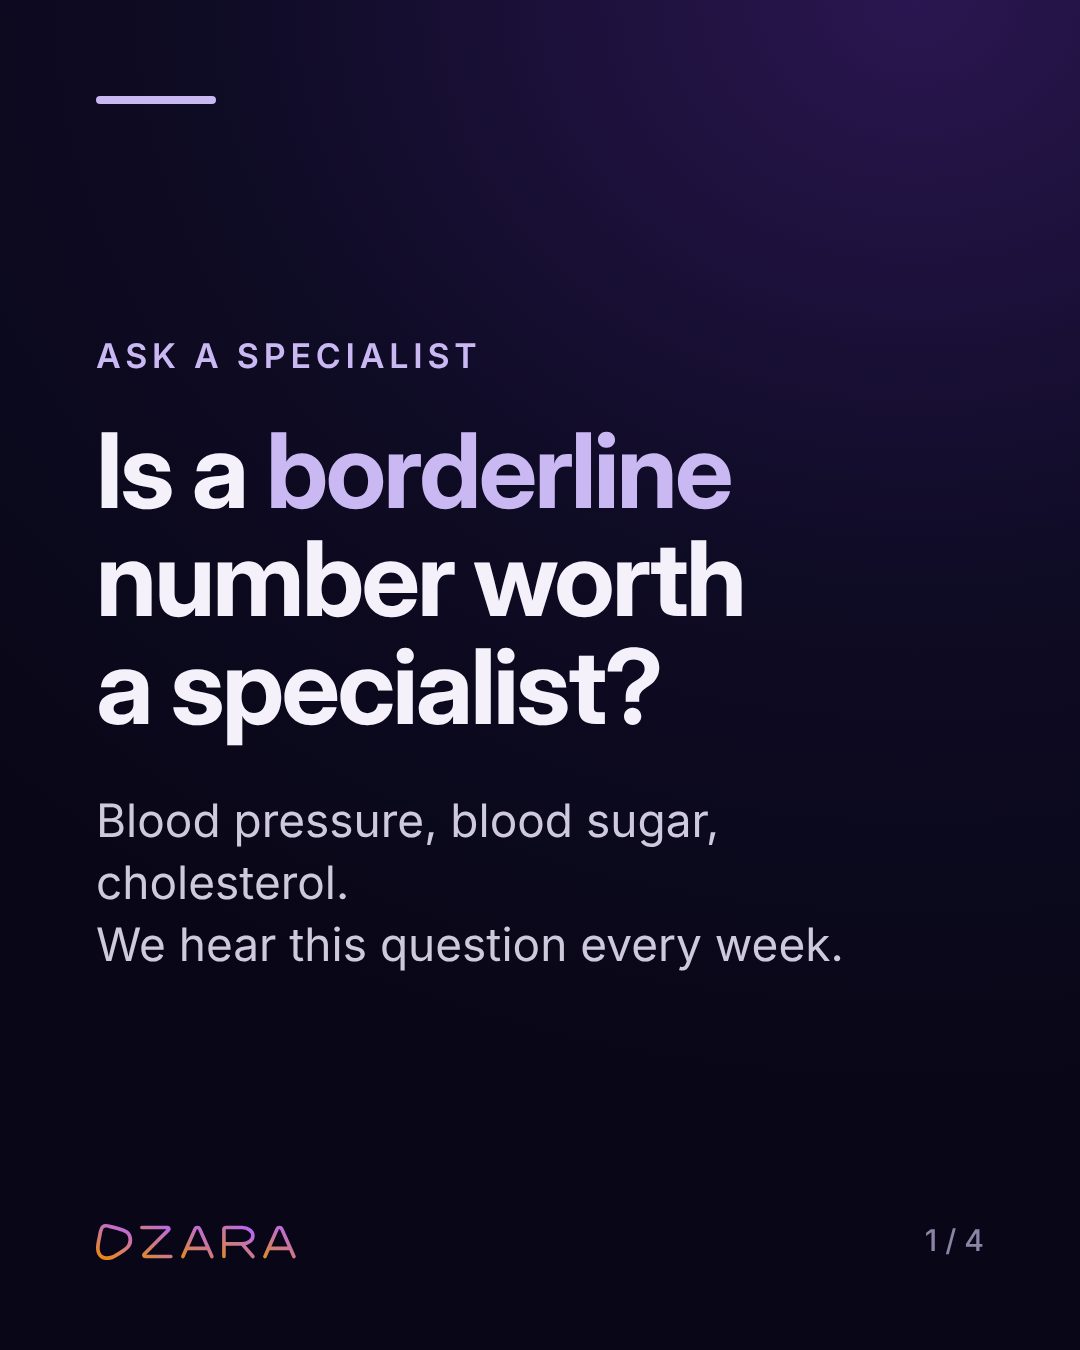 ASK A SPECIALIST
Is a borderline
number worth
a specialist?
Blood pressure, blood sugar,
cholesterol.
We hear this question every week.
DZARA
1 / 4